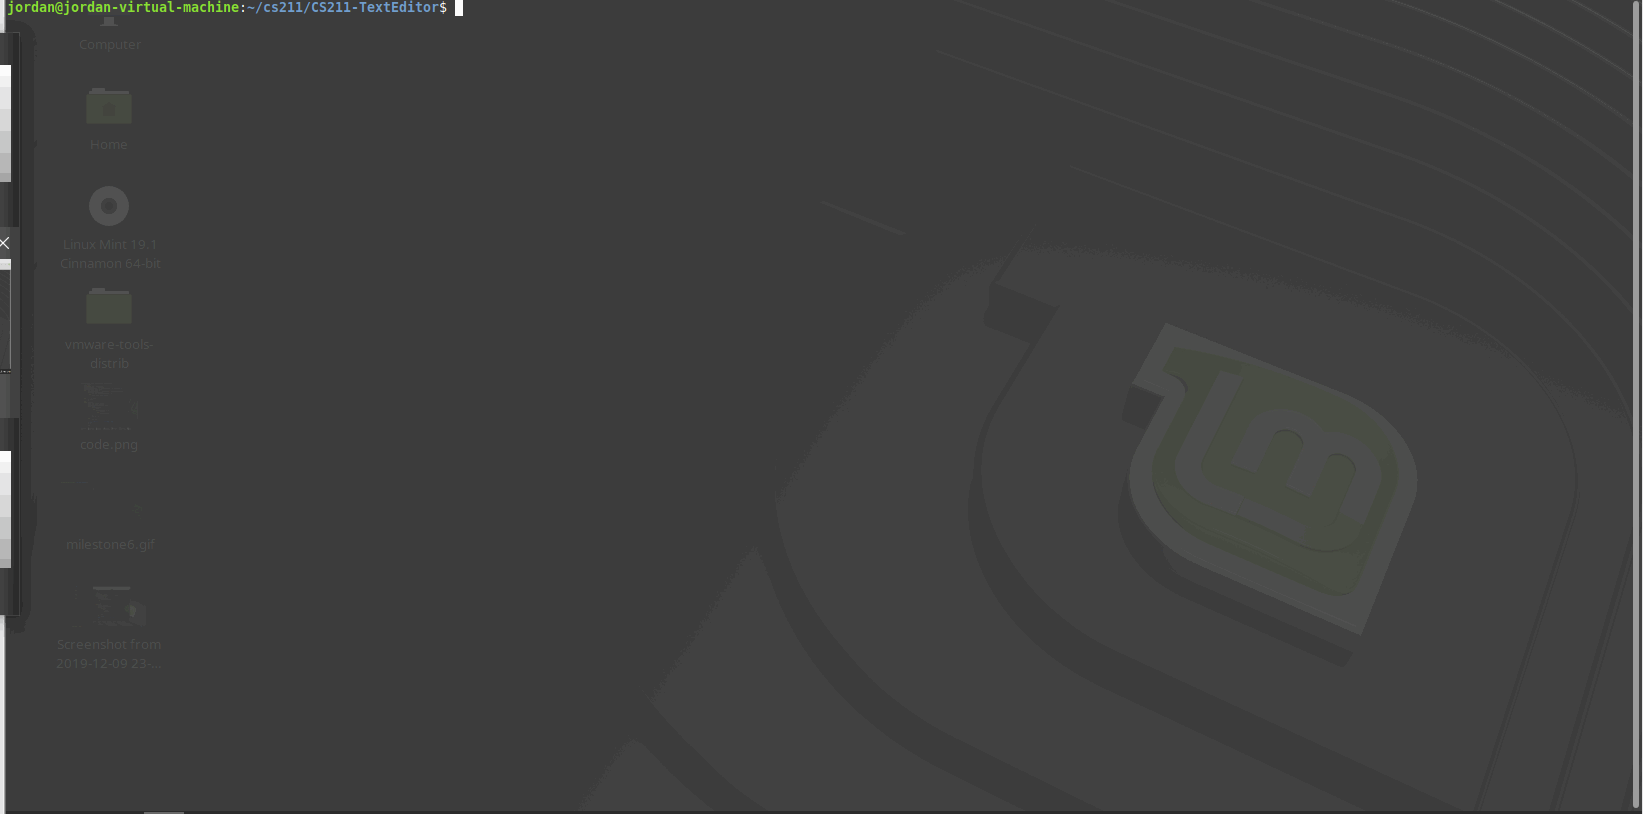 jordan@jordan-virtual-machine:~/cs211/CS211-TextEditor$
Computer
Home
Linux Mint 19.1
Cinnamon 64-bit
vmware-tools-
distrib
code.png
milestone6.gif
Screenshot from
2019-12-09 23-...